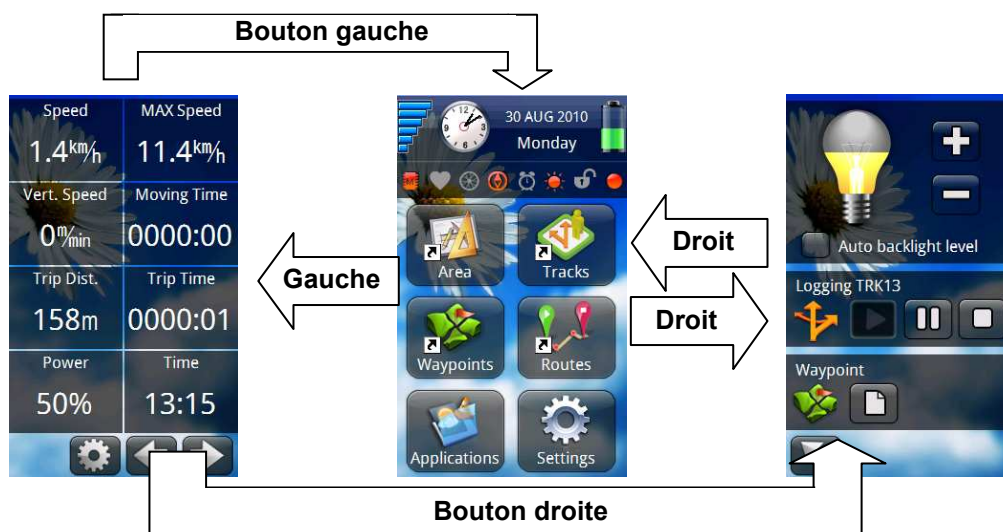 Bouton gauche
Speed
MAX Speed
1.4km/h
11.4km/h
Vert. Speed
Moving Time
0m/min
0000:00
Trip Dist.
Trip Time
158m
0000:01
Power
Time
50%
13:15
Gauche
30 AUG 2010
Monday
Area
Tracks
Waypoints
Routes
Applications
Settings
Droit
Droit
Auto backlight level
Logging TRK13
Waypoint
Bouton droite